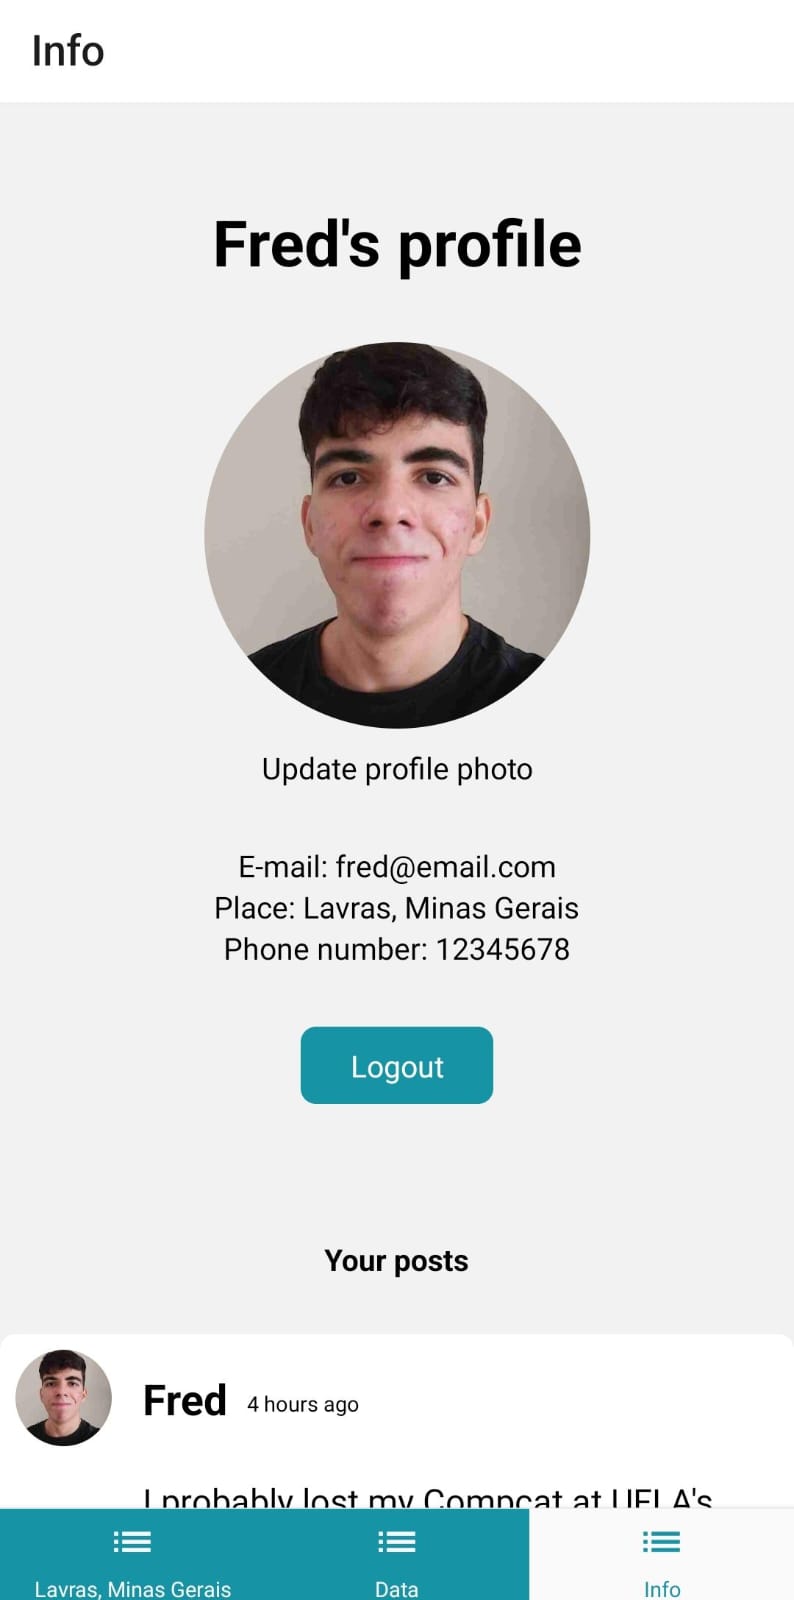 Info
Fred's profile
Update profile photo
E-mail: fred@email.com
Place: Lavras, Minas Gerais
Phone number: 12345678
Logout
Your posts
Fred 4 hours ago
I probably lost my Compcat at UFLA's
Lavras, Minas Gerais Data Info